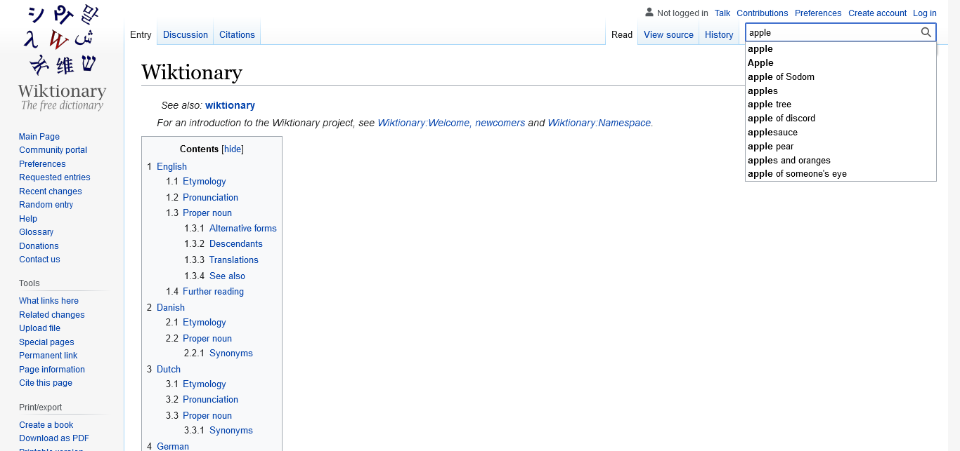 Not logged in Talk Contributions Preferences Create account Log in
Entry Discussion Citations Read View source History apple
apple
Apple
apple of Sodom
apples
apple tree
apple of discord
applesauce
apple pear
apples and oranges
apple of someone's eye
Wiktionary
The free dictionary
Main Page
Community portal
Preferences
Requested entries
Recent changes
Random entry
Help
Glossary
Donations
Contact us
Tools
What links here
Related changes
Upload file
Special pages
Permanent link
Page information
Cite this page
Print/export
Create a book
Download as PDF
Printable version
Wiktionary
See also: wiktionary
For an introduction to the Wiktionary project, see Wiktionary:Welcome, newcomers and Wiktionary:Namespace.
Contents [hide]
1 English
1.1 Etymology
1.2 Pronunciation
1.3 Proper noun
1.3.1 Alternative forms
1.3.2 Descendants
1.3.3 Translations
1.3.4 See also
1.4 Further reading
2 Danish
2.1 Etymology
2.2 Proper noun
2.2.1 Synonyms
3 Dutch
3.1 Etymology
3.2 Pronunciation
3.3 Proper noun
3.3.1 Synonyms
4 German